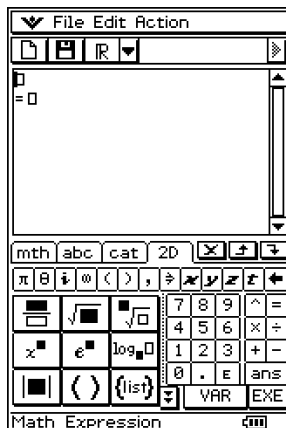 File Edit Action
ℝ
=
mth abc cat 2D
π θ i ∞ ( ) , ⇒ x y z t ←
√ √
7 8 9 ^ =
4 5 6 × ÷
x e log
1 2 3 + -
|■| ( ) {list}
0 . E ans
VAR EXE
Math Expression